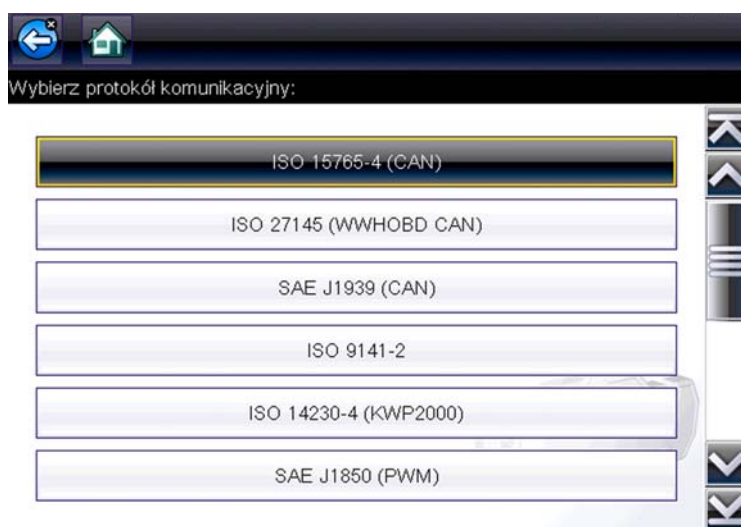 Wybierz protokół komunikacyjny:
ISO 15765-4 (CAN)
ISO 27145 (WWHOBD CAN)
SAE J1939 (CAN)
ISO 9141-2
ISO 14230-4 (KWP2000)
SAE J1850 (PWM)